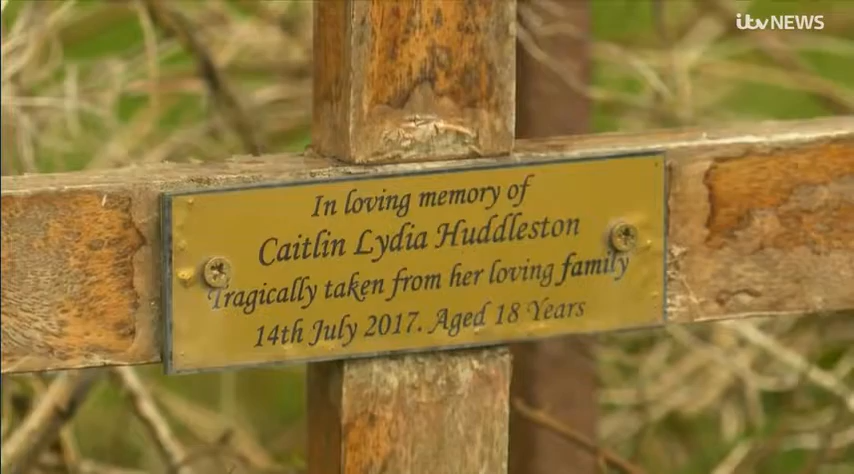 itv NEWS
In loving memory of
Caitlin Lydia Huddleston
Tragically taken from her loving family
14th July 2017. Aged 18 Years